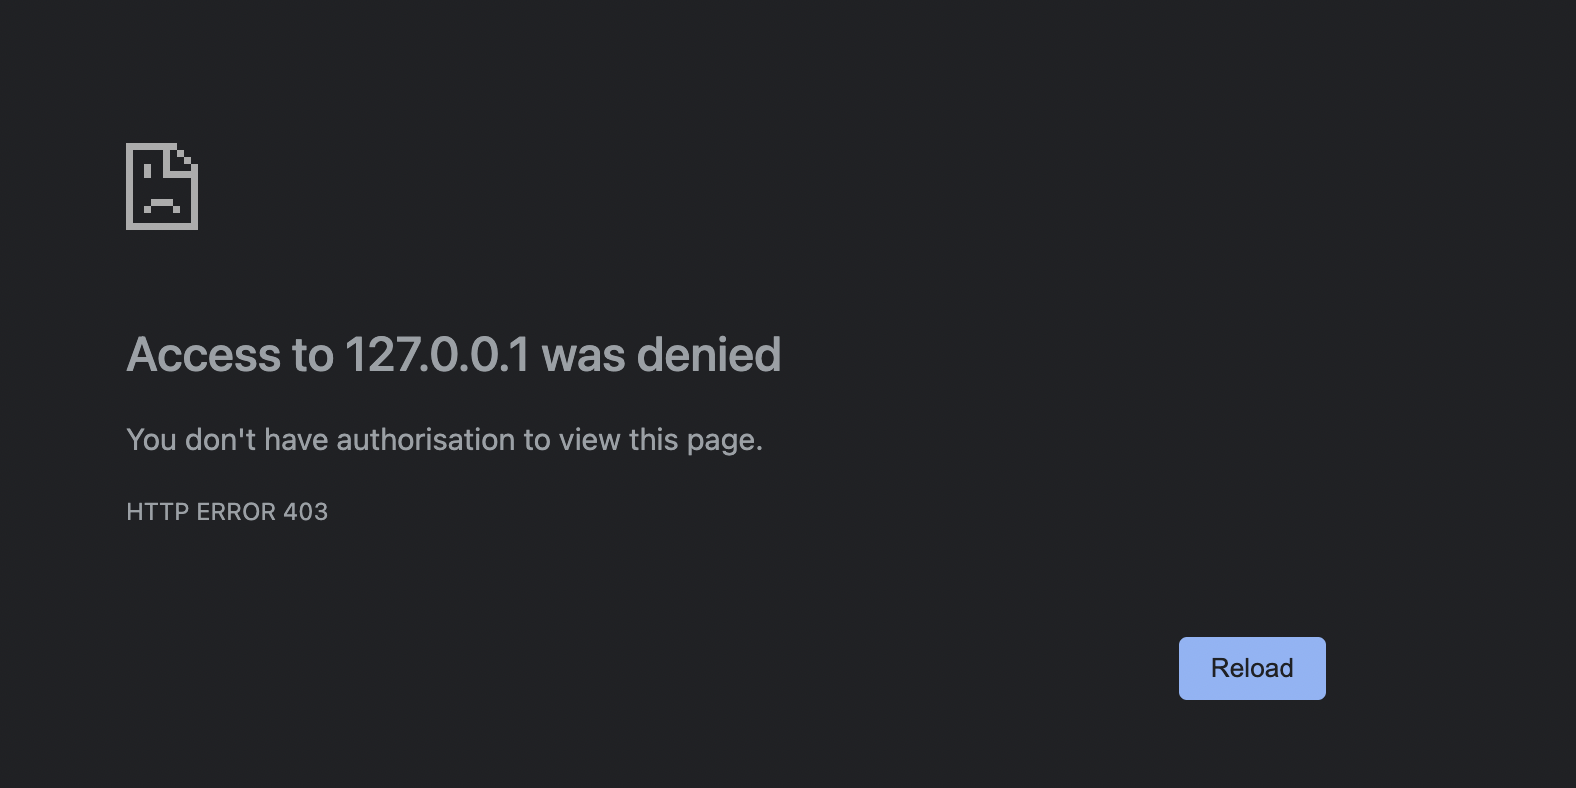 Access to 127.0.0.1 was denied
You don't have authorisation to view this page.
HTTP ERROR 403
Reload